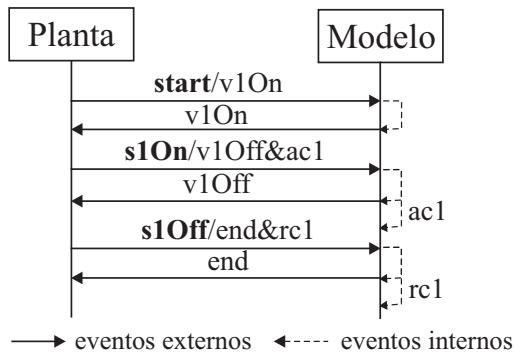 Planta
Modelo
start/v1On
v1On
s1On/v1Off&ac1
v1Off
ac1
s1Off/end&rc1
end
rc1
eventos externos
eventos internos